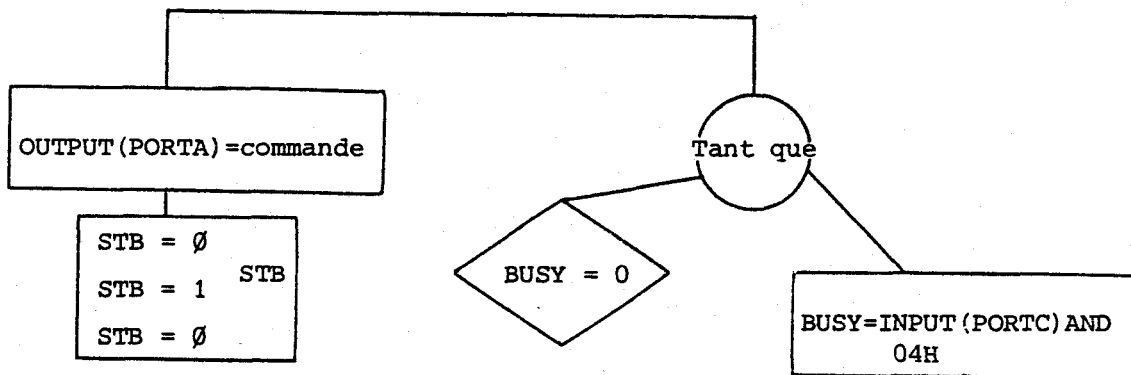 OUTPUT(PORTA)=commande
STB = Ø
STB = 1
STB
STB = Ø
Tant que
BUSY = 0
BUSY=INPUT(PORTC)AND
04H